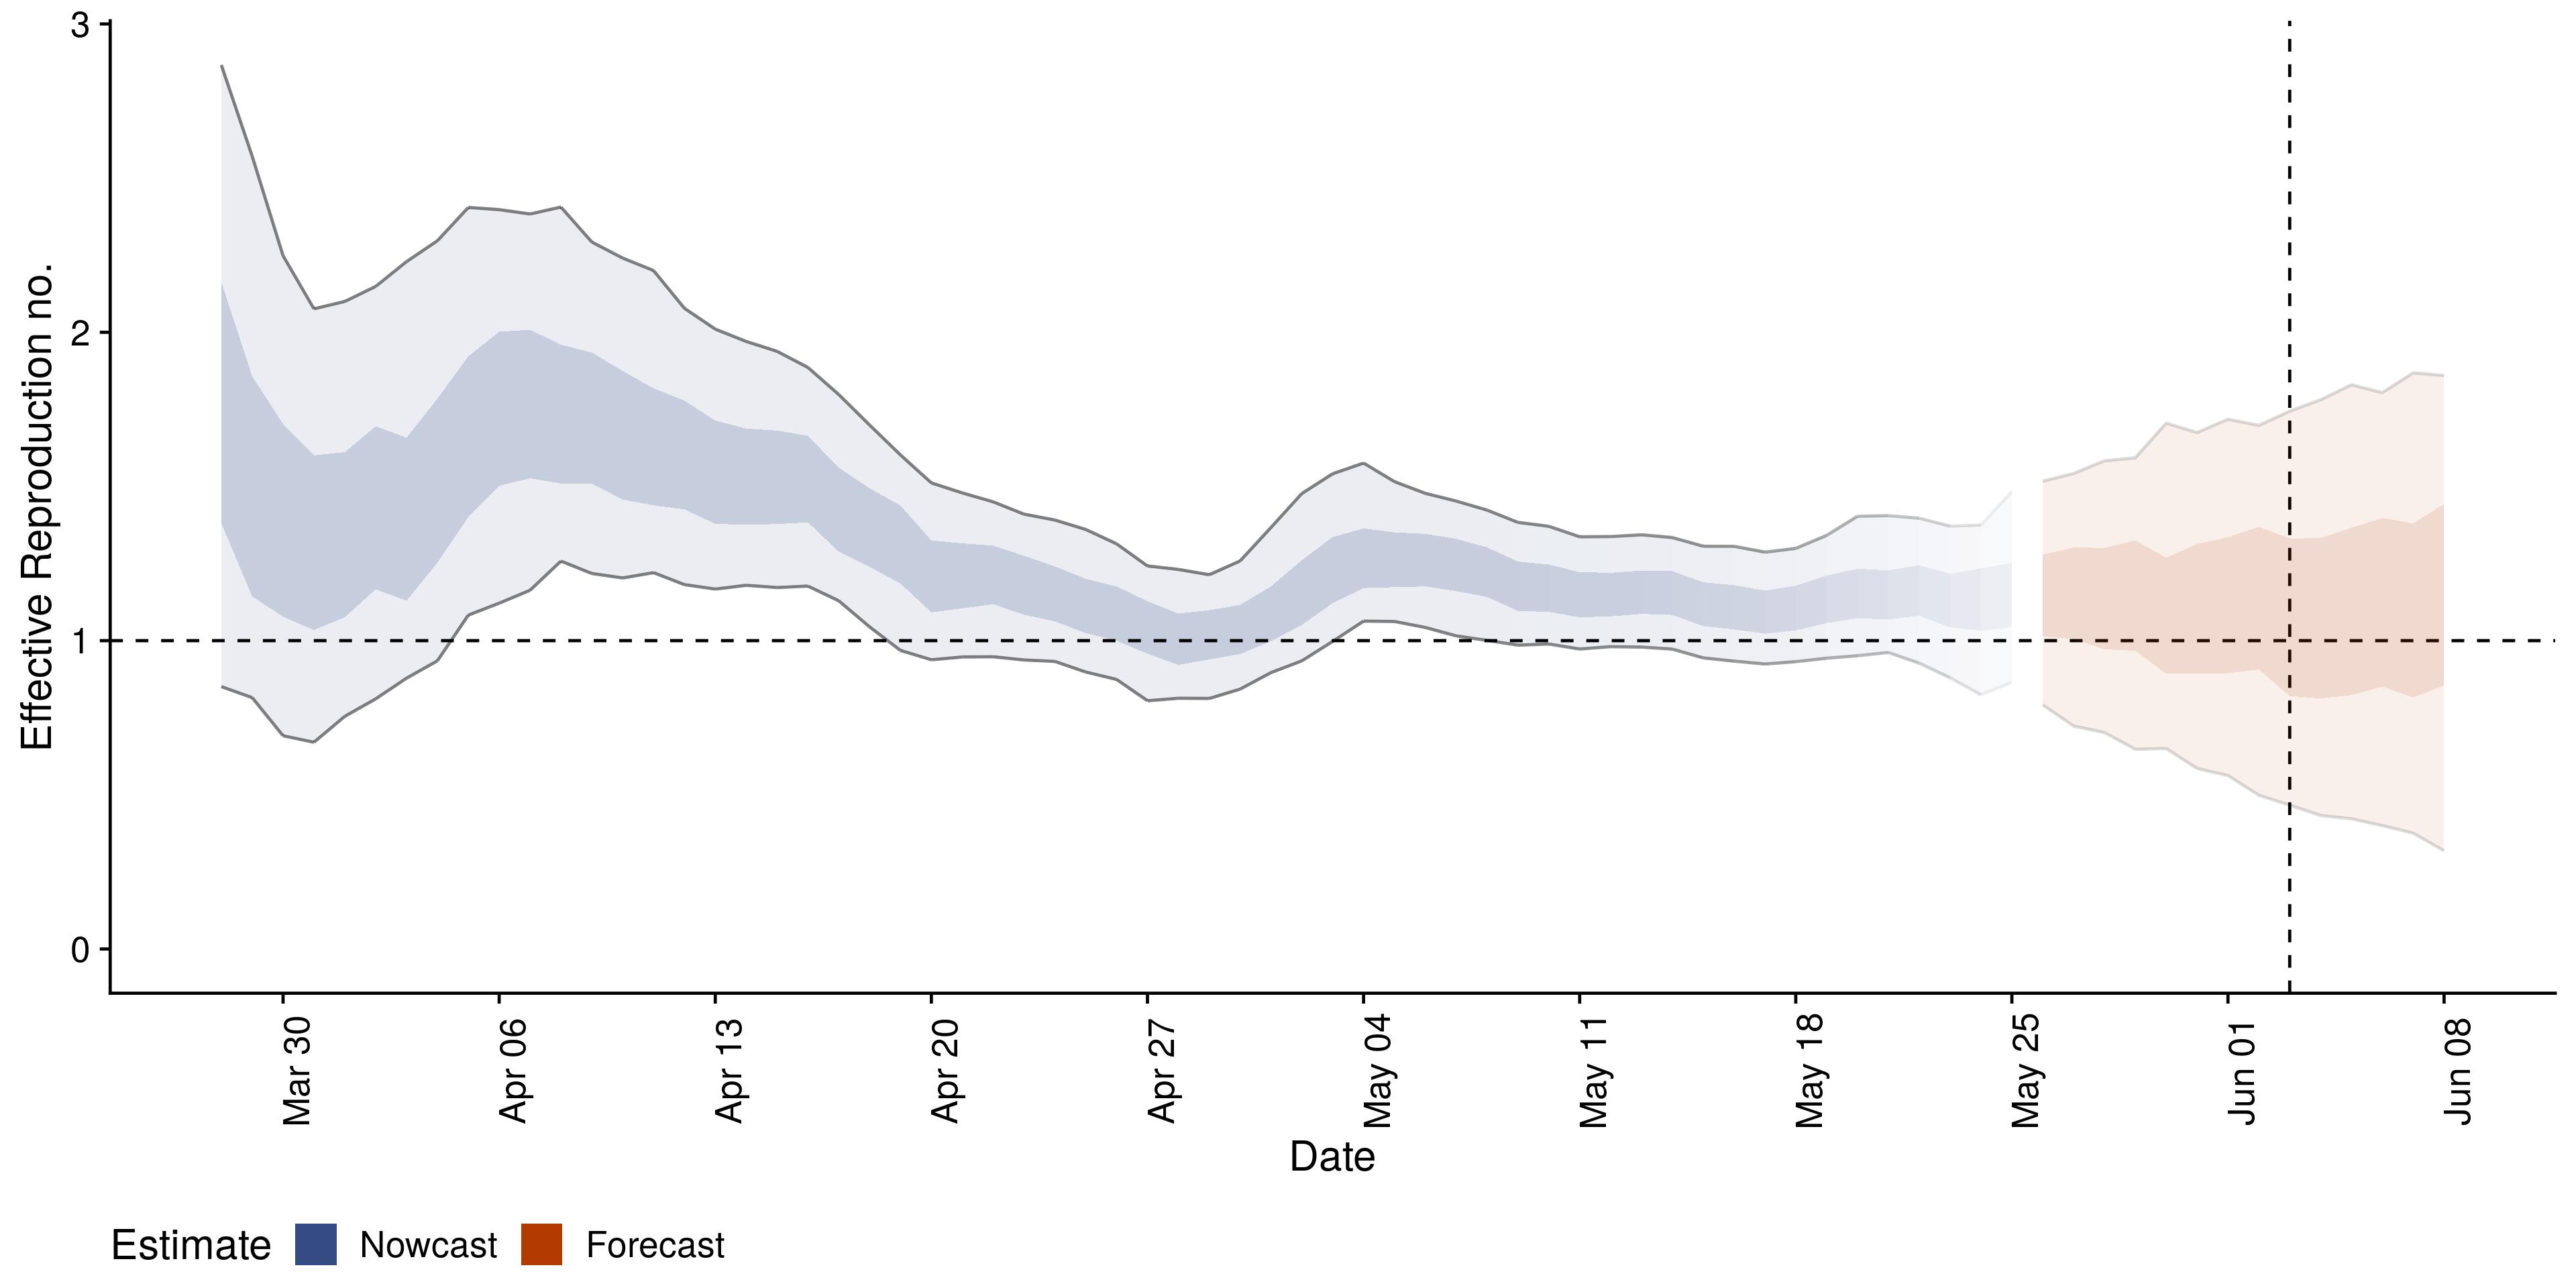 Effective Reproduction no.
3
2
1
0
Mar 30
Apr 06
Apr 13
Apr 20
Apr 27
May 04
May 11
May 18
May 25
Jun 01
Jun 08
Date
Estimate Nowcast Forecast